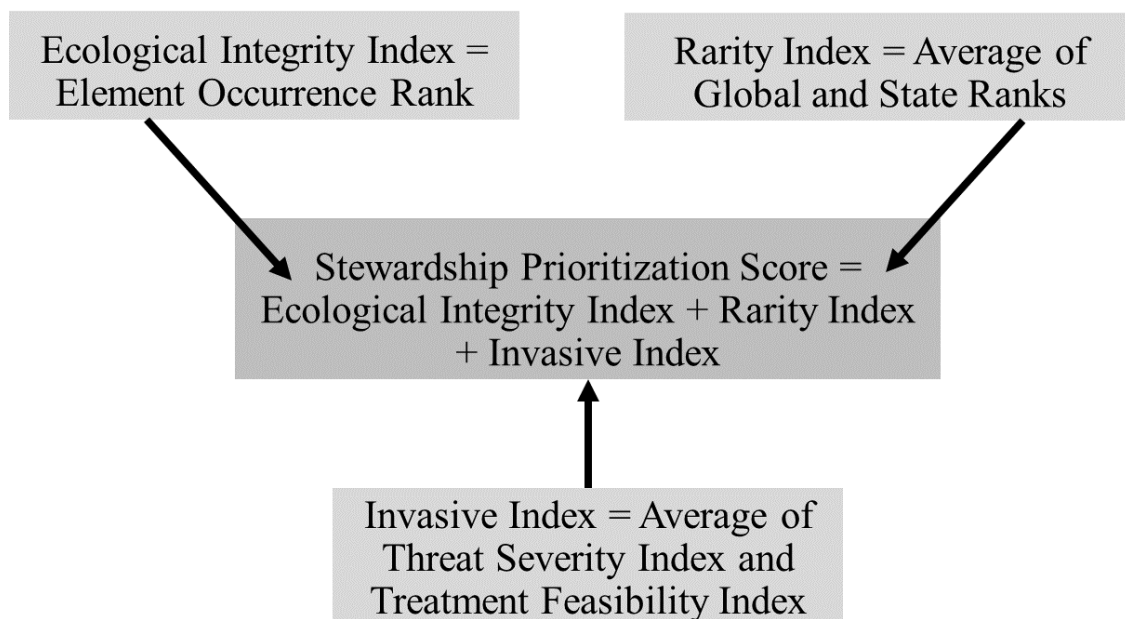 Ecological Integrity Index =
Element Occurrence Rank
Rarity Index = Average of
Global and State Ranks
Stewardship Prioritization Score =
Ecological Integrity Index + Rarity Index
+ Invasive Index
Invasive Index = Average of
Threat Severity Index and
Treatment Feasibility Index